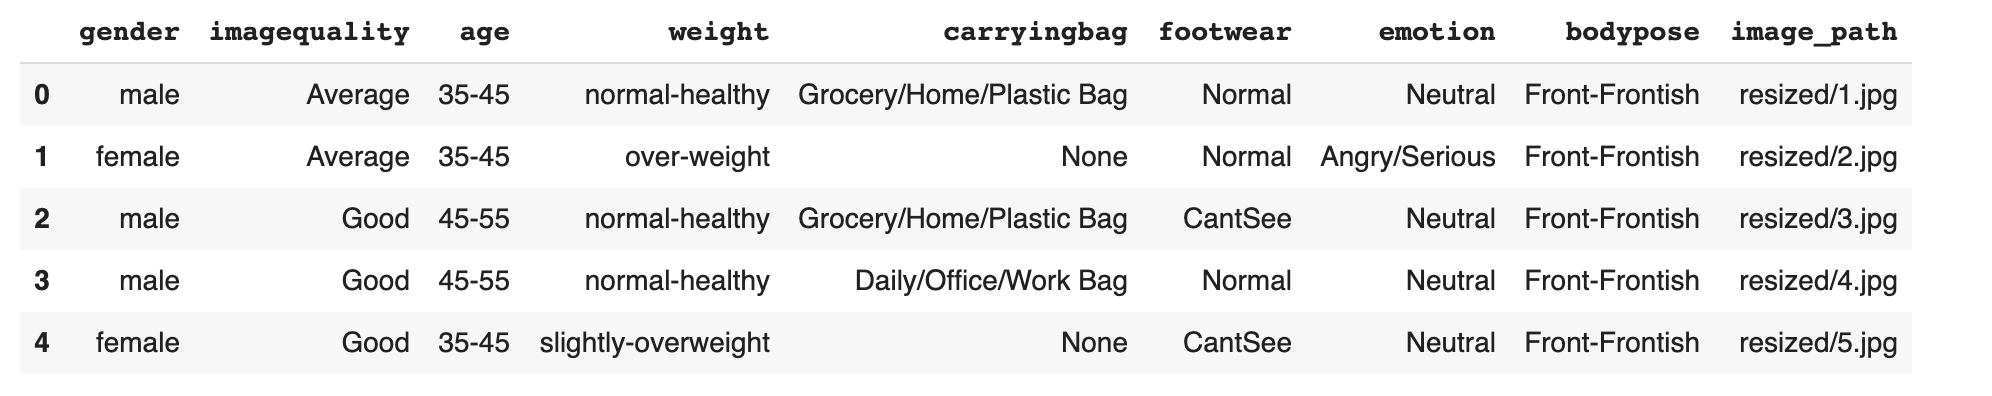 gender imagequality age weight carryingbag footwear emotion bodypose image_path
0 male Average 35-45 normal-healthy Grocery/Home/Plastic Bag Normal Neutral Front-Frontish resized/1.jpg
1 female Average 35-45 over-weight None Normal Angry/Serious Front-Frontish resized/2.jpg
2 male Good 45-55 normal-healthy Grocery/Home/Plastic Bag CantSee Neutral Front-Frontish resized/3.jpg
3 male Good 45-55 normal-healthy Daily/Office/Work Bag Normal Neutral Front-Frontish resized/4.jpg
4 female Good 35-45 slightly-overweight None CantSee Neutral Front-Frontish resized/5.jpg